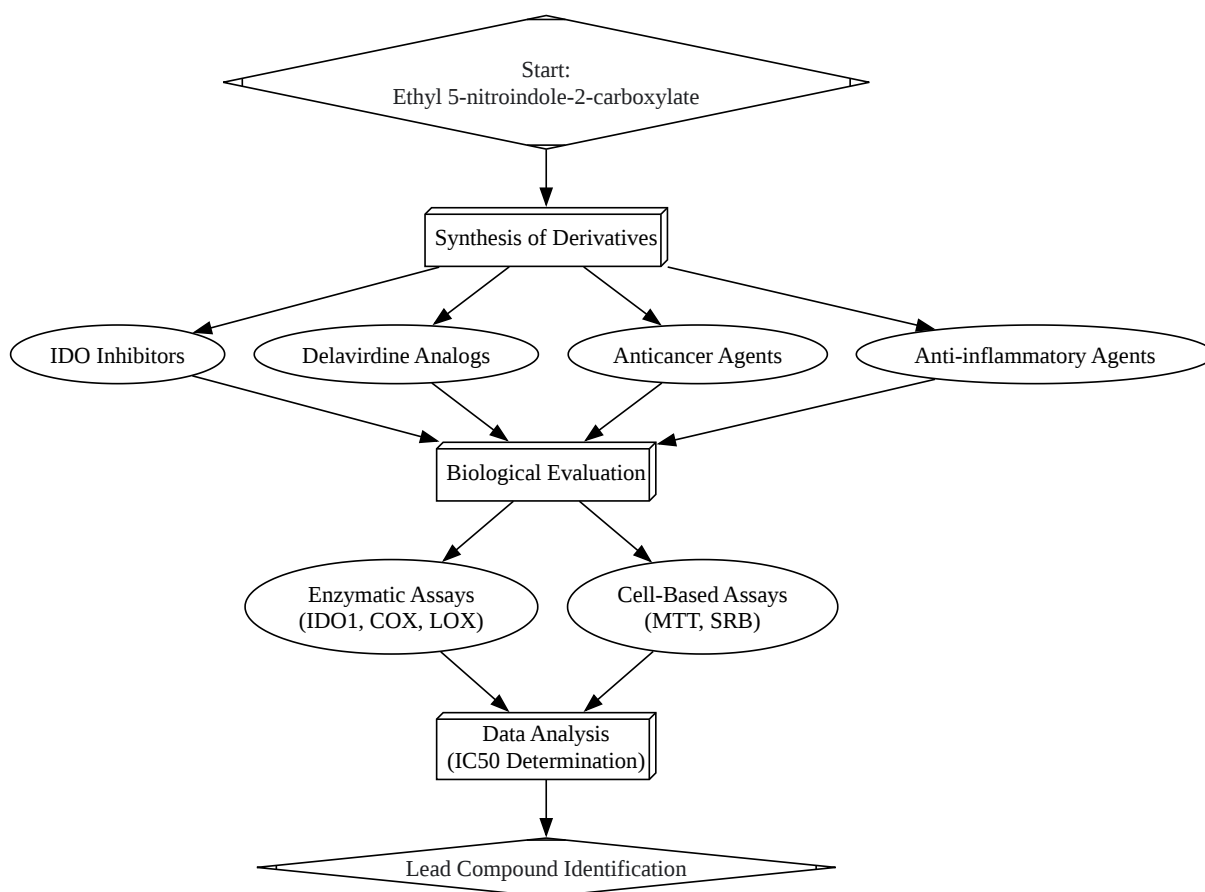 Start:
Ethyl 5-nitroindole-2-carboxylate
Synthesis of Derivatives
IDO Inhibitors
Delavirdine Analogs
Anticancer Agents
Anti-inflammatory Agents
Biological Evaluation
Enzymatic Assays
(IDO1, COX, LOX)
Cell-Based Assays
(MTT, SRB)
Data Analysis
(IC50 Determination)
Lead Compound Identification